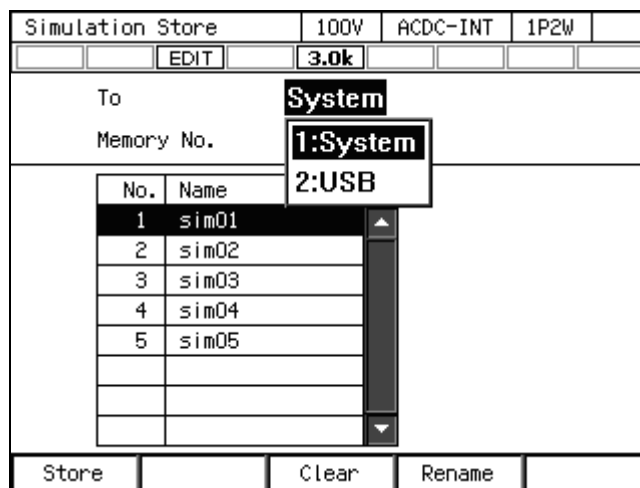 Simulation Store 100V ACDC-INT 1P2W
EDIT 3.0k
To System
Memory No. 1:System
2:USB
No. Name
1 sim01
2 sim02
3 sim03
4 sim04
5 sim05
Store Clear Rename